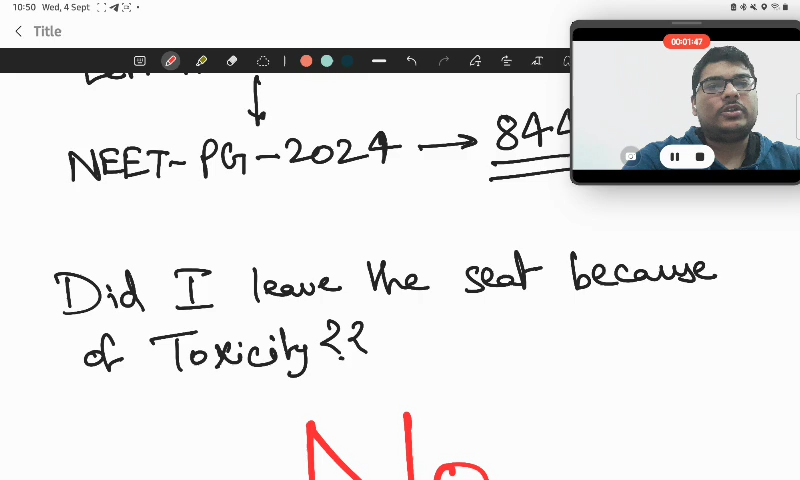 10:50 Wed, 4 Sept
Title
00:01:47
NEET-PG-2024 → 844
Did I leave the seat because
of Toxicity??
No